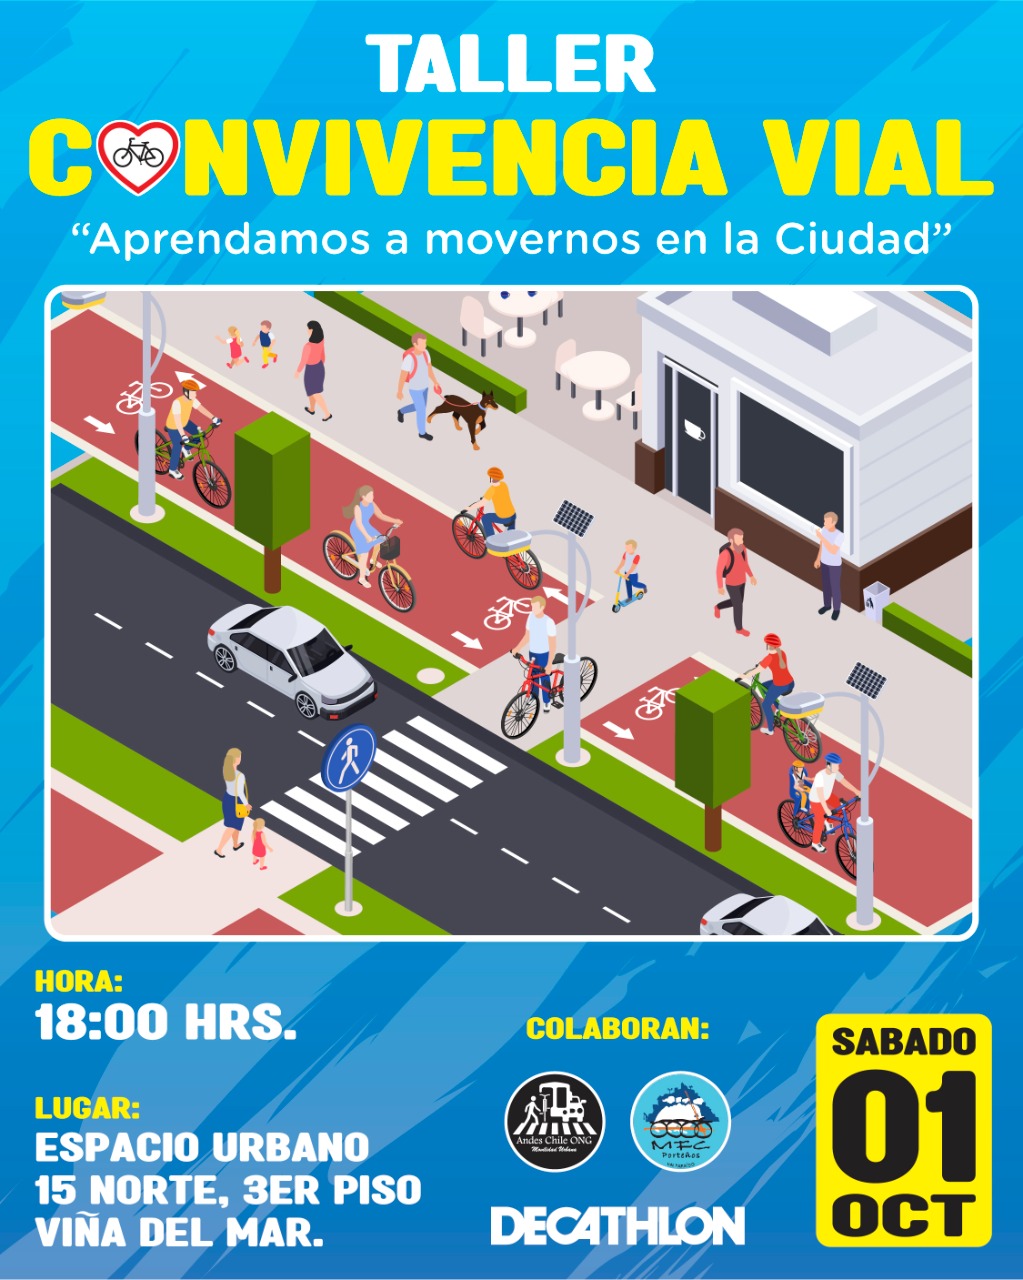 TALLER
CONVIVENCIA VIAL
“Aprendamos a movernos en la Ciudad”
HORA:
18:00 HRS.
LUGAR:
ESPACIO URBANO
15 NORTE, 3ER PISO
VIÑA DEL MAR.
COLABORAN:
Andes Chile ONG
Movilidad Urbana
MFC
Porteños
VALPARAÍSO
DECATHLON
SABADO
01
OCT